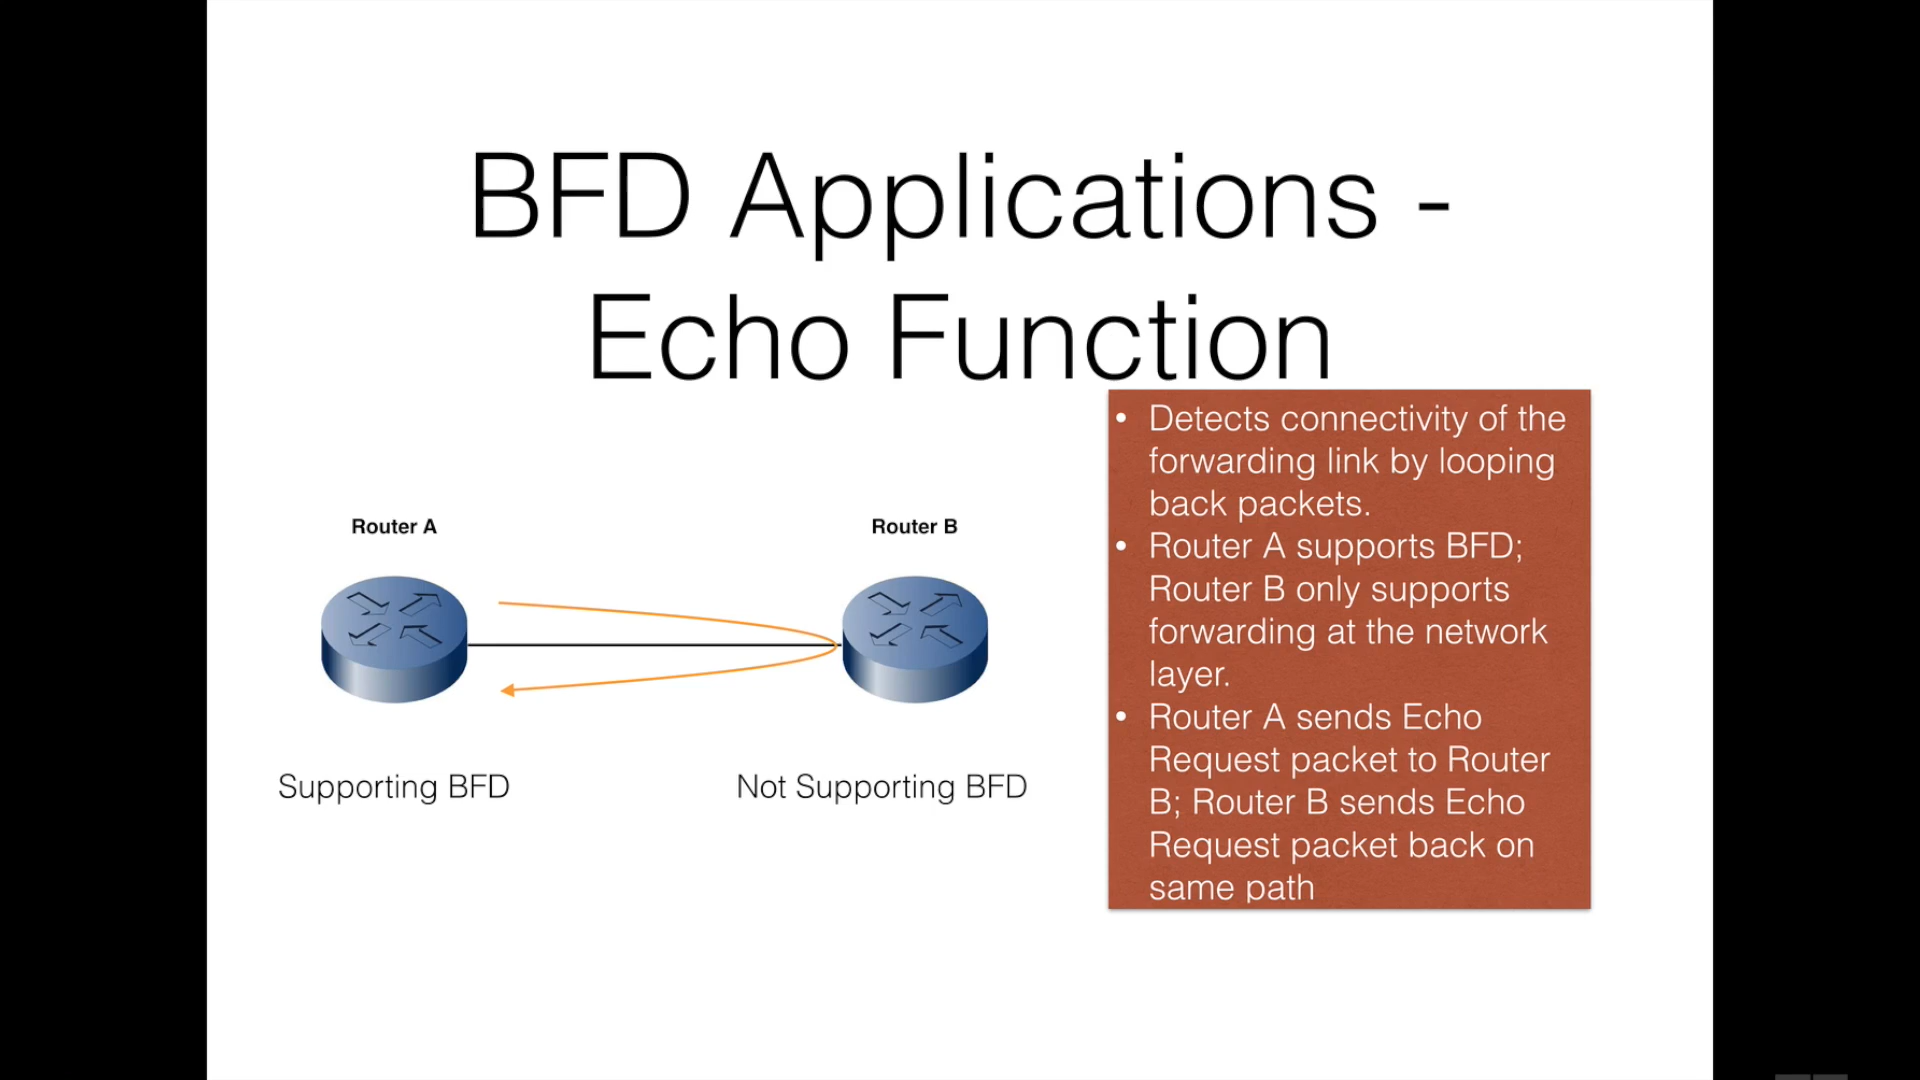 BFD Applications -
Echo Function
Router A
Router B
Supporting BFD
Not Supporting BFD
• Detects connectivity of the
forwarding link by looping
back packets.
• Router A supports BFD;
Router B only supports
forwarding at the network
layer.
• Router A sends Echo
Request packet to Router
B; Router B sends Echo
Request packet back on
same path